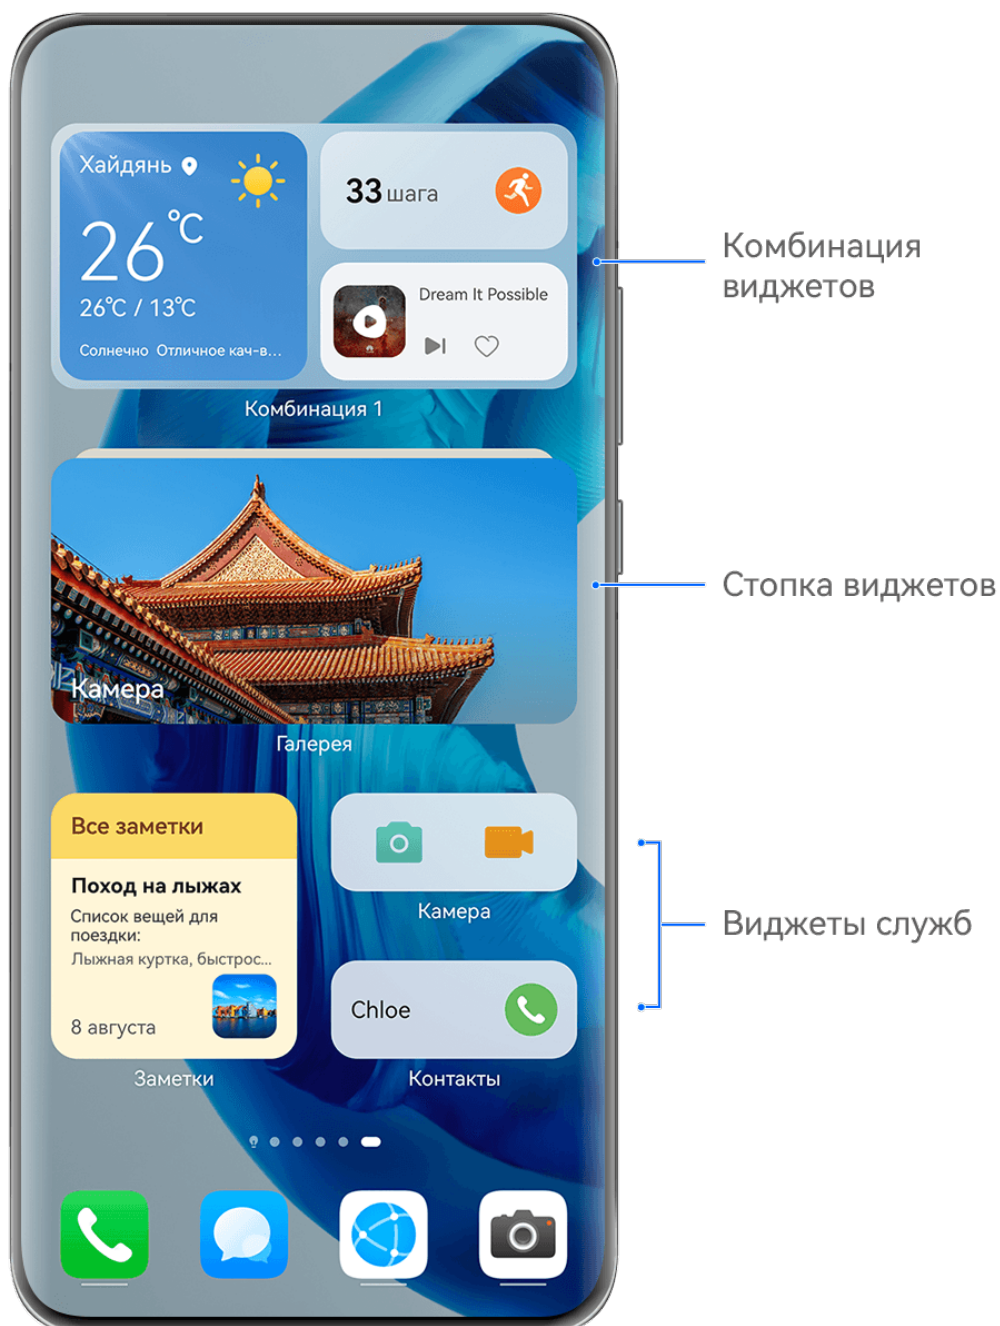 Хайдянь
26℃
26℃ / 13℃
Солнечно Отличное кач-в...
33 шага
Dream It Possible
Комбинация 1
Комбинация
виджетов
Камера
Галерея
Стопка виджетов
Все заметки
Поход на лыжах
Список вещей для
поездки:
Лыжная куртка, быстрос...
8 августа
Заметки
Камера
Chloe
Контакты
Виджеты служб